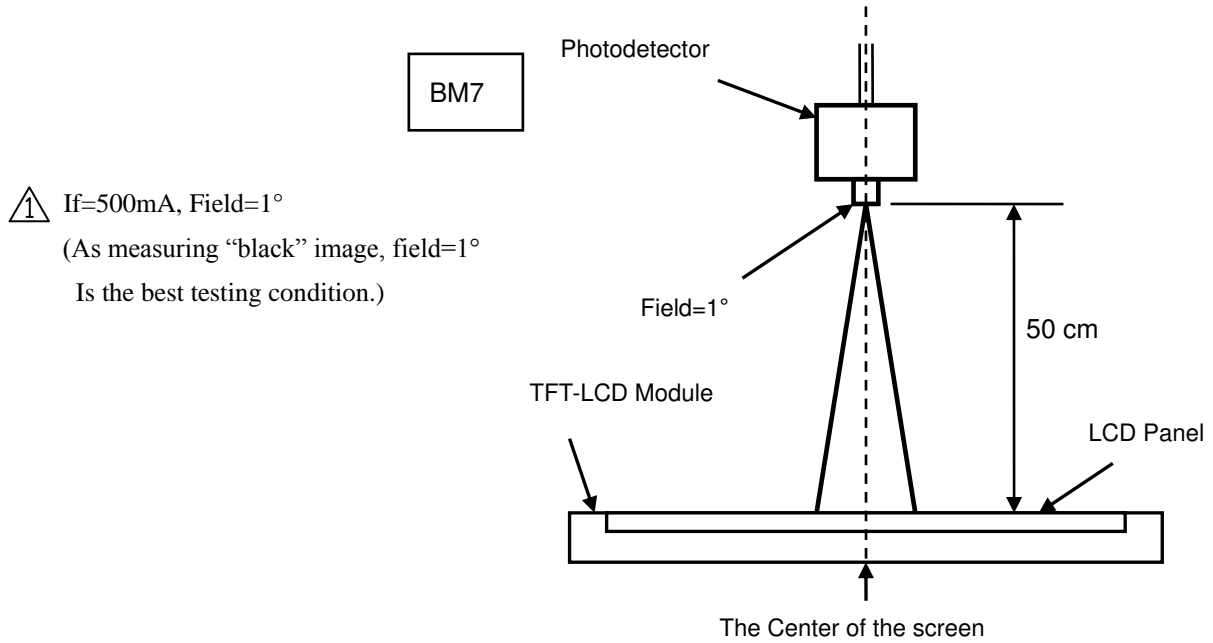 Photodetector
BM7
1 If=500mA, Field=1°
(As measuring “black” image, field=1°
Is the best testing condition.)
Field=1°
50 cm
TFT-LCD Module
LCD Panel
The Center of the screen